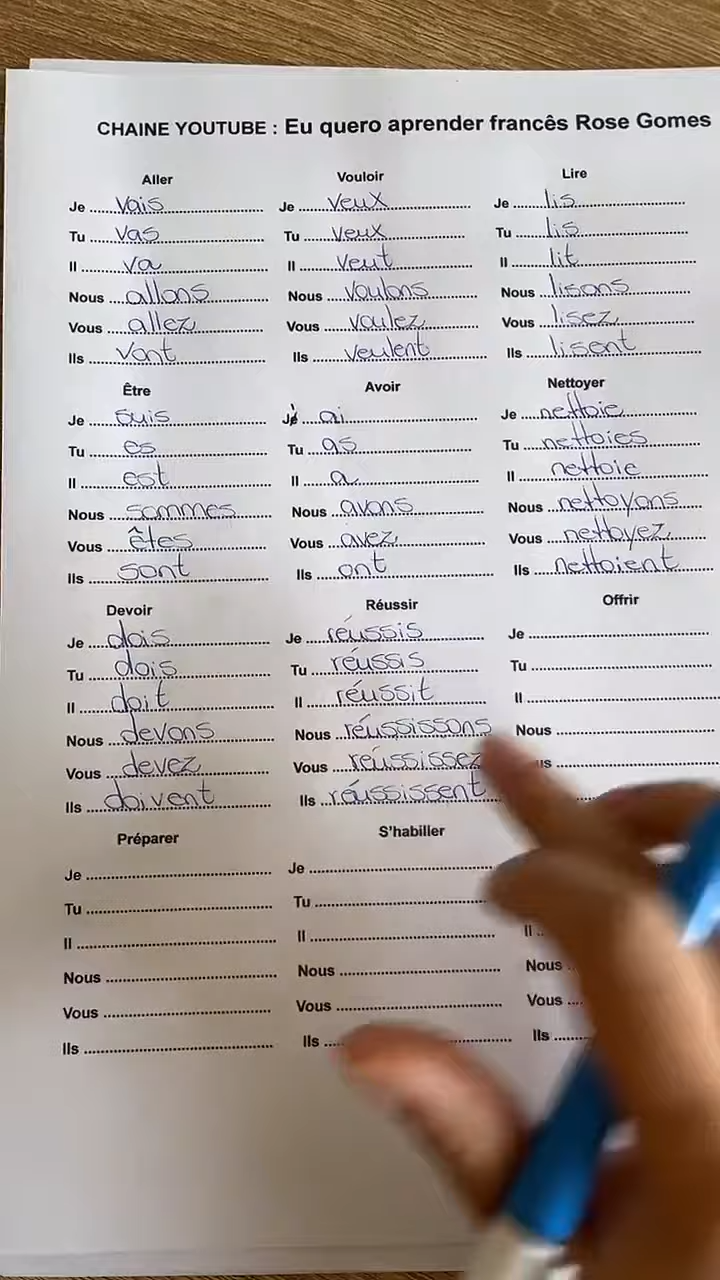 CHAINE YOUTUBE : Eu quero aprender francês Rose Gomes
Aller
Je vais
Tu vas
Il va
Nous allons
Vous allez
Ils vont
Vouloir
Je veux
Tu veux
Il veut
Nous voulons
Vous voulez
Ils veulent
Lire
Je lis
Tu lis
Il lit
Nous lisons
Vous lisez
Ils lisent
Être
Je suis
Tu es
Il est
Nous sommes
Vous êtes
Ils sont
Avoir
J' ai
Tu as
Il a
Nous avons
Vous avez
Ils ont
Nettoyer
Je nettoie
Tu nettoies
Il nettoie
Nous nettoyons
Vous nettoyez
Ils nettoient
Devoir
Je dois
Tu dois
Il doit
Nous devons
Vous devez
Ils doivent
Réussir
Je réussis
Tu réussis
Il réussit
Nous réussissons
Vous réussissez
Ils réussissent
Offrir
Je
Tu
Il
Nous
Préparer
Je
Tu
Il
Nous
Vous
Ils
S'habiller
Je
Tu
Il
Nous
Vous
Ils
Il
Nous
Vous
Ils